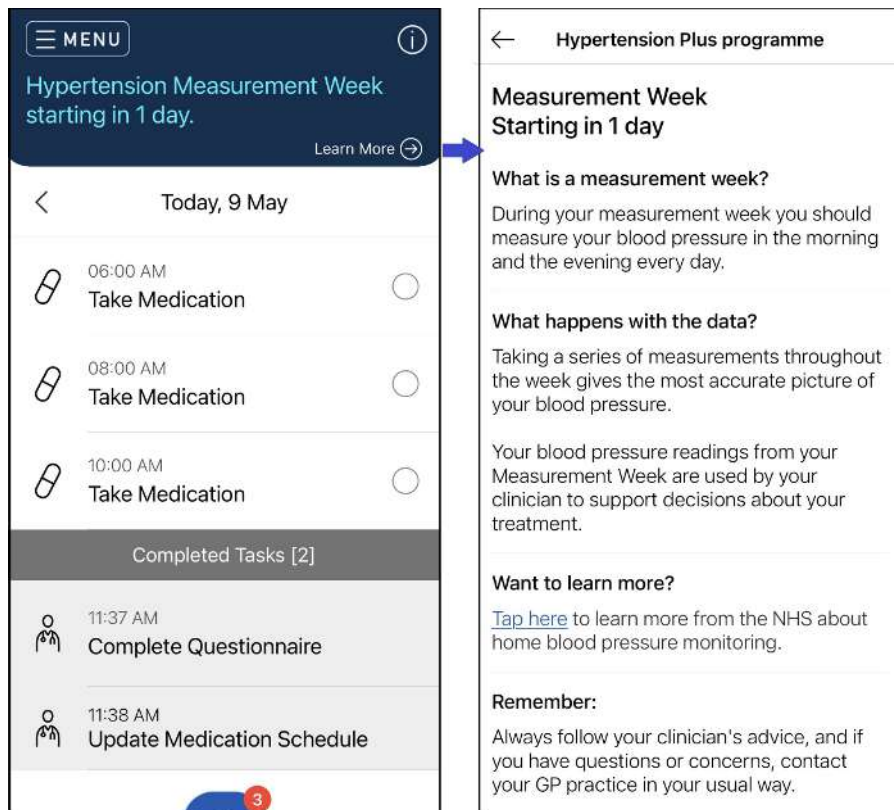 MENU
Hypertension Measurement Week
starting in 1 day.
Learn More
Today, 9 May
06:00 AM
Take Medication
08:00 AM
Take Medication
10:00 AM
Take Medication
Completed Tasks [2]
11:37 AM
Complete Questionnaire
11:38 AM
Update Medication Schedule
3
Hypertension Plus programme
Measurement Week
Starting in 1 day
What is a measurement week?
During your measurement week you should
measure your blood pressure in the morning
and the evening every day.
What happens with the data?
Taking a series of measurements throughout
the week gives the most accurate picture of
your blood pressure.
Your blood pressure readings from your
Measurement Week are used by your
clinician to support decisions about your
treatment.
Want to learn more?
Tap here to learn more from the NHS about
home blood pressure monitoring.
Remember:
Always follow your clinician's advice, and if
you have questions or concerns, contact
your GP practice in your usual way.